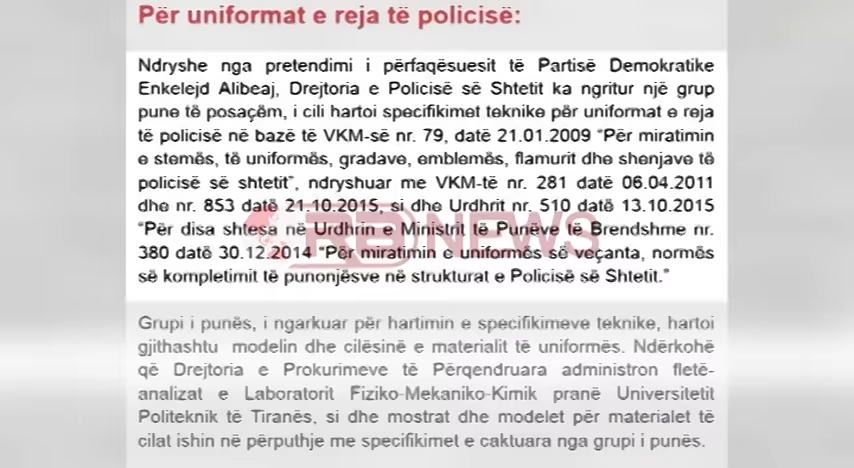 Për uniformat e reja të policisë:
Ndryshe nga pretendimi i përfaqësuesit të Partisë Demokratike
Enkelejd Alibeaj, Drejtoria e Policisë së Shtetit ka ngritur një grup
pune të posaçëm, i cili hartoi specifikimet teknike për uniformat e reja
të policisë në bazë të VKM-së nr. 79, datë 21.01.2009 “Për miratimin
e stemës, të uniformës, gradave, emblemës, flamurit dhe shenjave të
policisë së shtetit”, ndryshuar me VKM-të nr. 281 datë 06.04.2011
dhe nr. 853 datë 21.10.2015, si dhe Urdhrit nr. 510 datë 13.10.2015
“Për disa shtesa në Urdhrin e Ministrit të Punëve të Brendshme nr.
380 datë 30.12.2014 “Për miratimin e uniformës së veçanta, normës
së kompletimit të punonjësve në strukturat e Policisë së Shtetit.”
Grupi i punës, i ngarkuar për hartimin e specifikimeve teknike, hartoi
gjithashtu modelin dhe cilësinë e materialit të uniformës. Ndërkohë
që Drejtoria e Prokurimeve të Përqendruara administron fletë-
analizat e Laboratorit Fiziko-Mekaniko-Kimik pranë Universitetit
Politeknik të Tiranës, si dhe mostrat dhe modelet për materialet të
cilat ishin në përputhje me specifikimet e caktuara nga grupi i punës.
NEWS